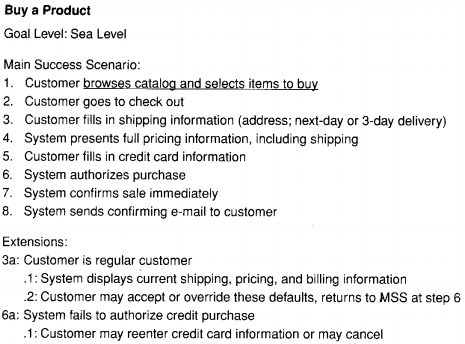 Buy a Product
Goal Level: Sea Level
Main Success Scenario:
1. Customer browses catalog and selects items to buy
2. Customer goes to check out
3. Customer fills in shipping information (address; next-day or 3-day delivery)
4. System presents full pricing information, including shipping
5. Customer fills in credit card information
6. System authorizes purchase
7. System confirms sale immediately
8. System sends confirming e-mail to customer
Extensions:
3a: Customer is regular customer
.1: System displays current shipping, pricing, and billing information
.2: Customer may accept or override these defaults, returns to MSS at step 6
6a: System fails to authorize credit purchase
.1: Customer may reenter credit card information or may cancel